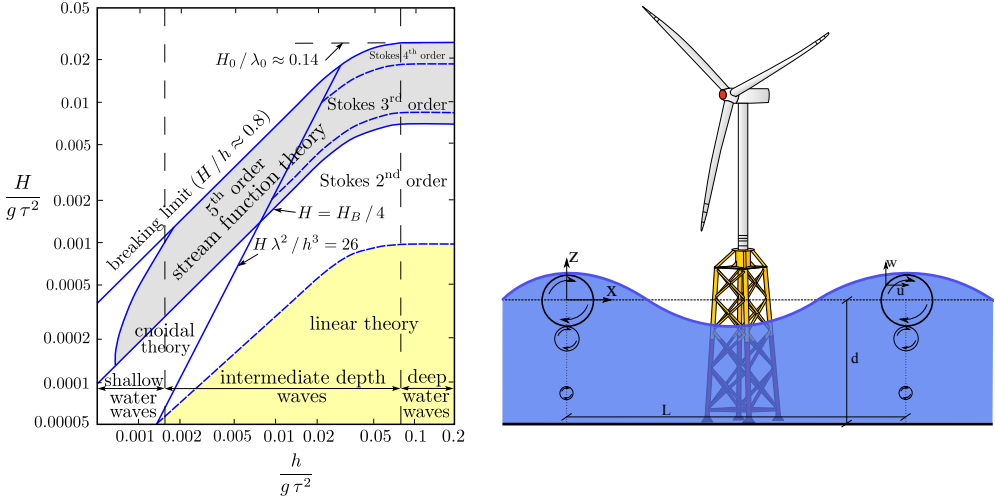 0.05
0.02
0.01
0.005
0.002
0.001
0.0005
0.0002
0.0001
0.00005
H
g τ²
H₀ / λ₀ ≈ 0.14
Stokes 4th order
Stokes 3rd order
breaking limit (H / h ≈ 0.8)
5th order
stream function theory
Stokes 2nd order
H = H_B / 4
H λ² / h³ = 26
cnoidal
theory
linear theory
shallow
water
waves
intermediate depth
waves
deep
water
waves
0.001 0.002 0.005 0.01 0.02 0.05 0.1 0.2
h
g τ²
z
x
w
u
d
L